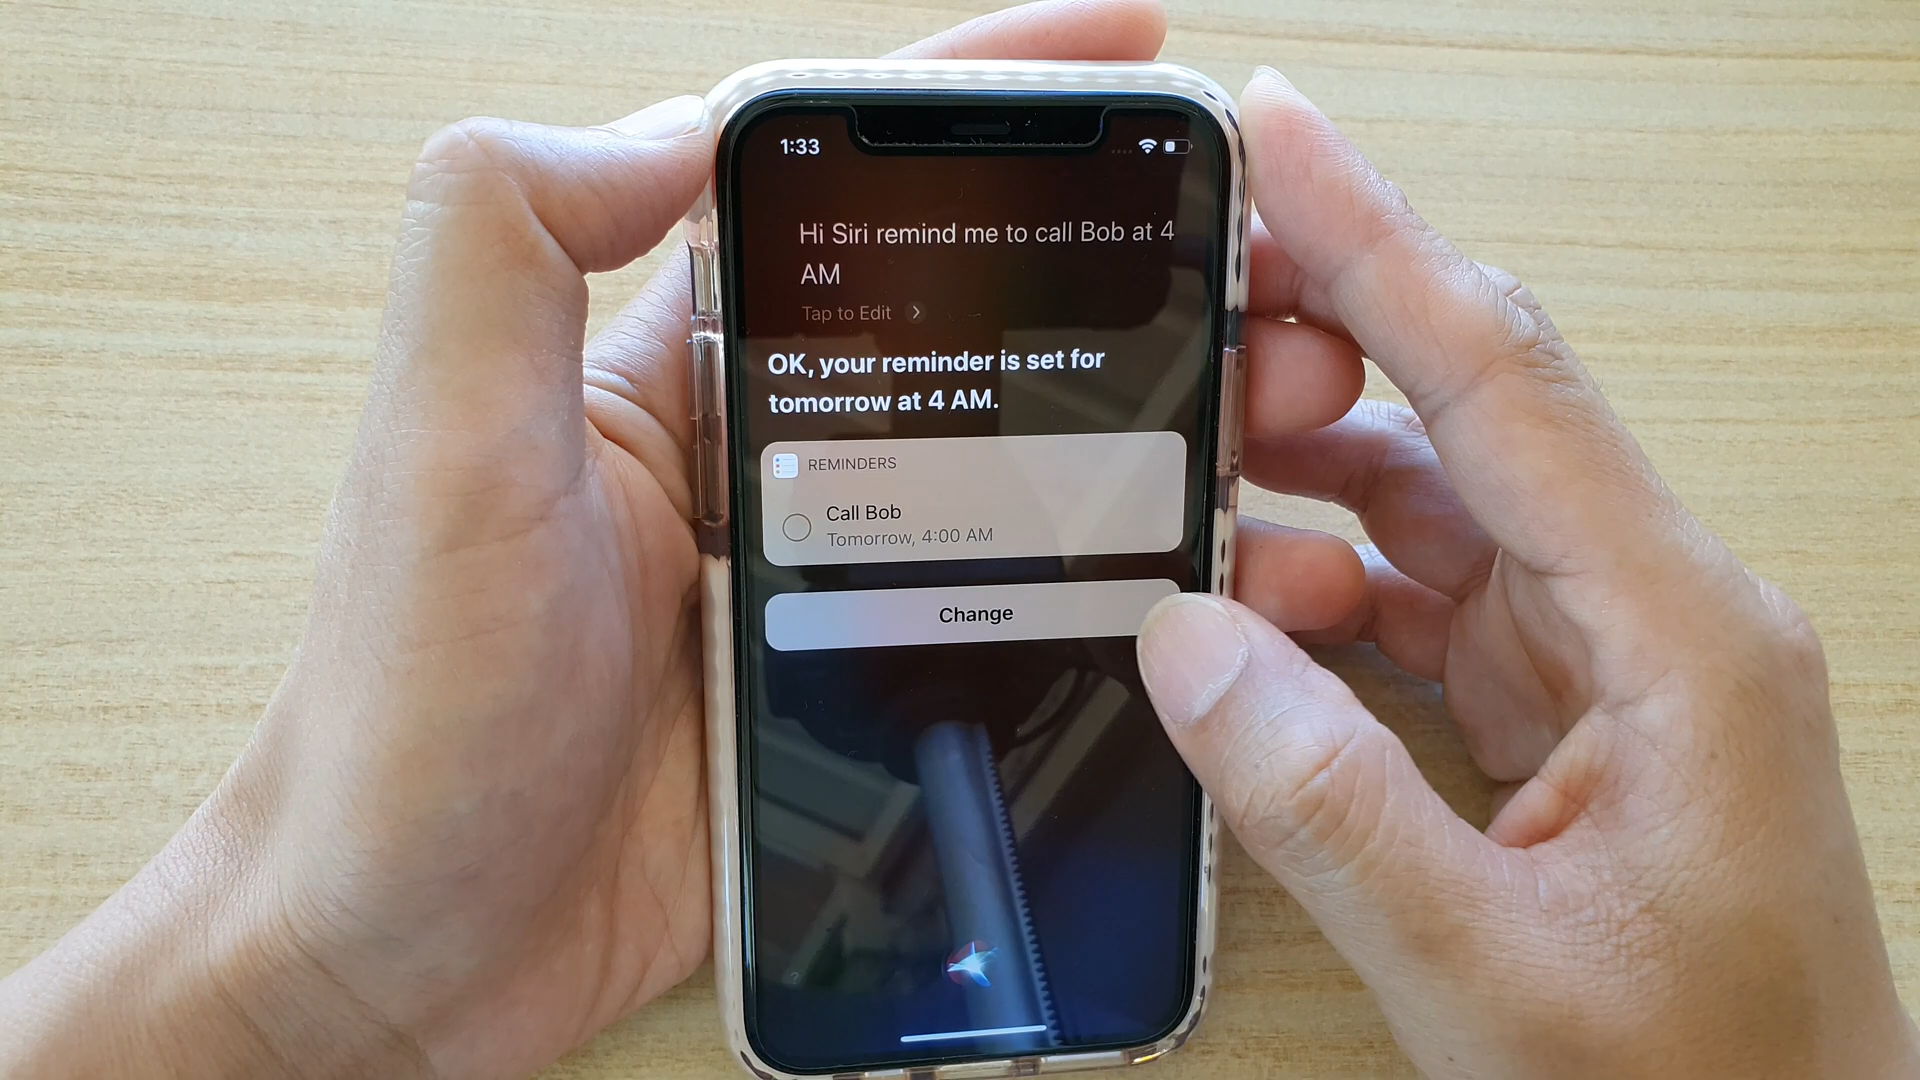 1:33
Hi Siri remind me to call Bob at 4
AM
Tap to Edit
OK, your reminder is set for
tomorrow at 4 AM.
REMINDERS
Call Bob
Tomorrow, 4:00 AM
Change
?